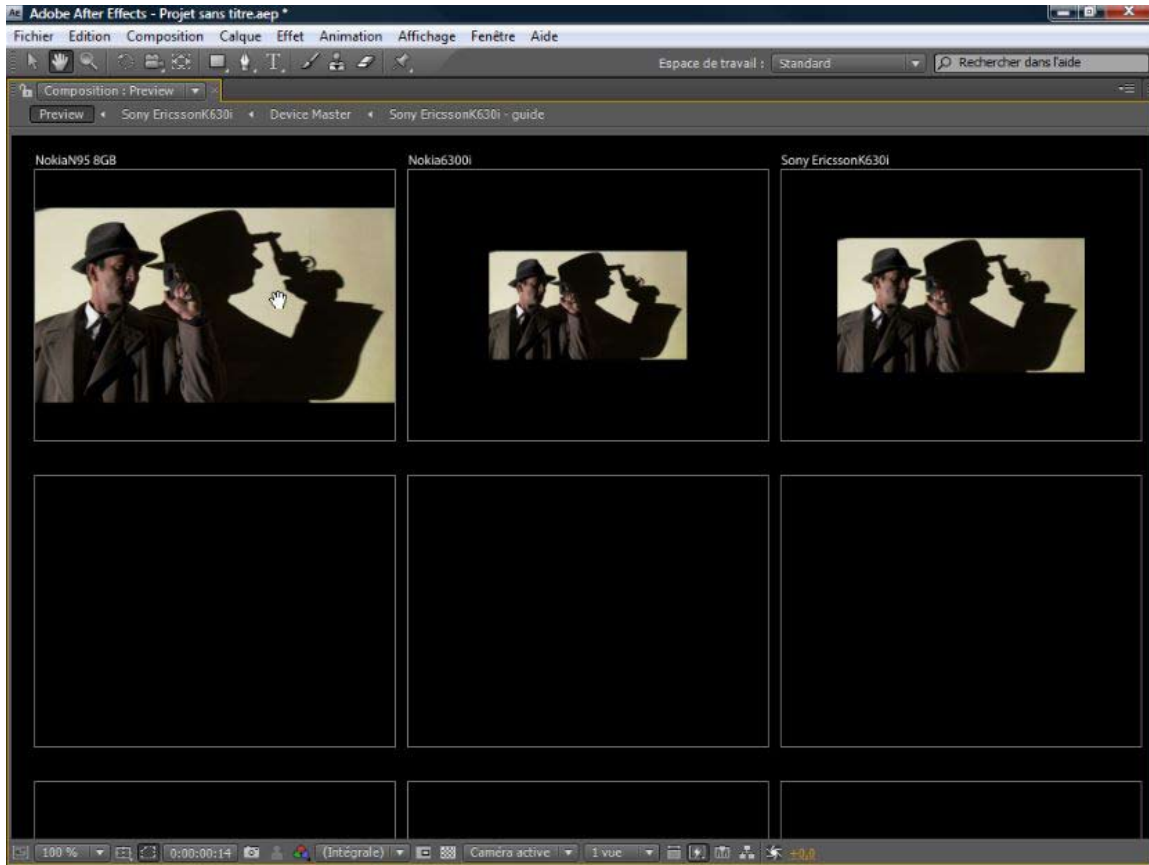 Ae Adobe After Effects - Projet sans titre.aep *
Fichier Edition Composition Calque Effet Animation Affichage Fenêtre Aide
T Espace de travail : Standard Rechercher dans l'aide
Composition : Preview
Preview Sony EricssonK630i Device Master Sony EricssonK630i - guide
NokiaN95 8GB Nokia6300i Sony EricssonK630i
100 % 0:00:00:14 (Intégrale) Caméra active 1 vue +0,0